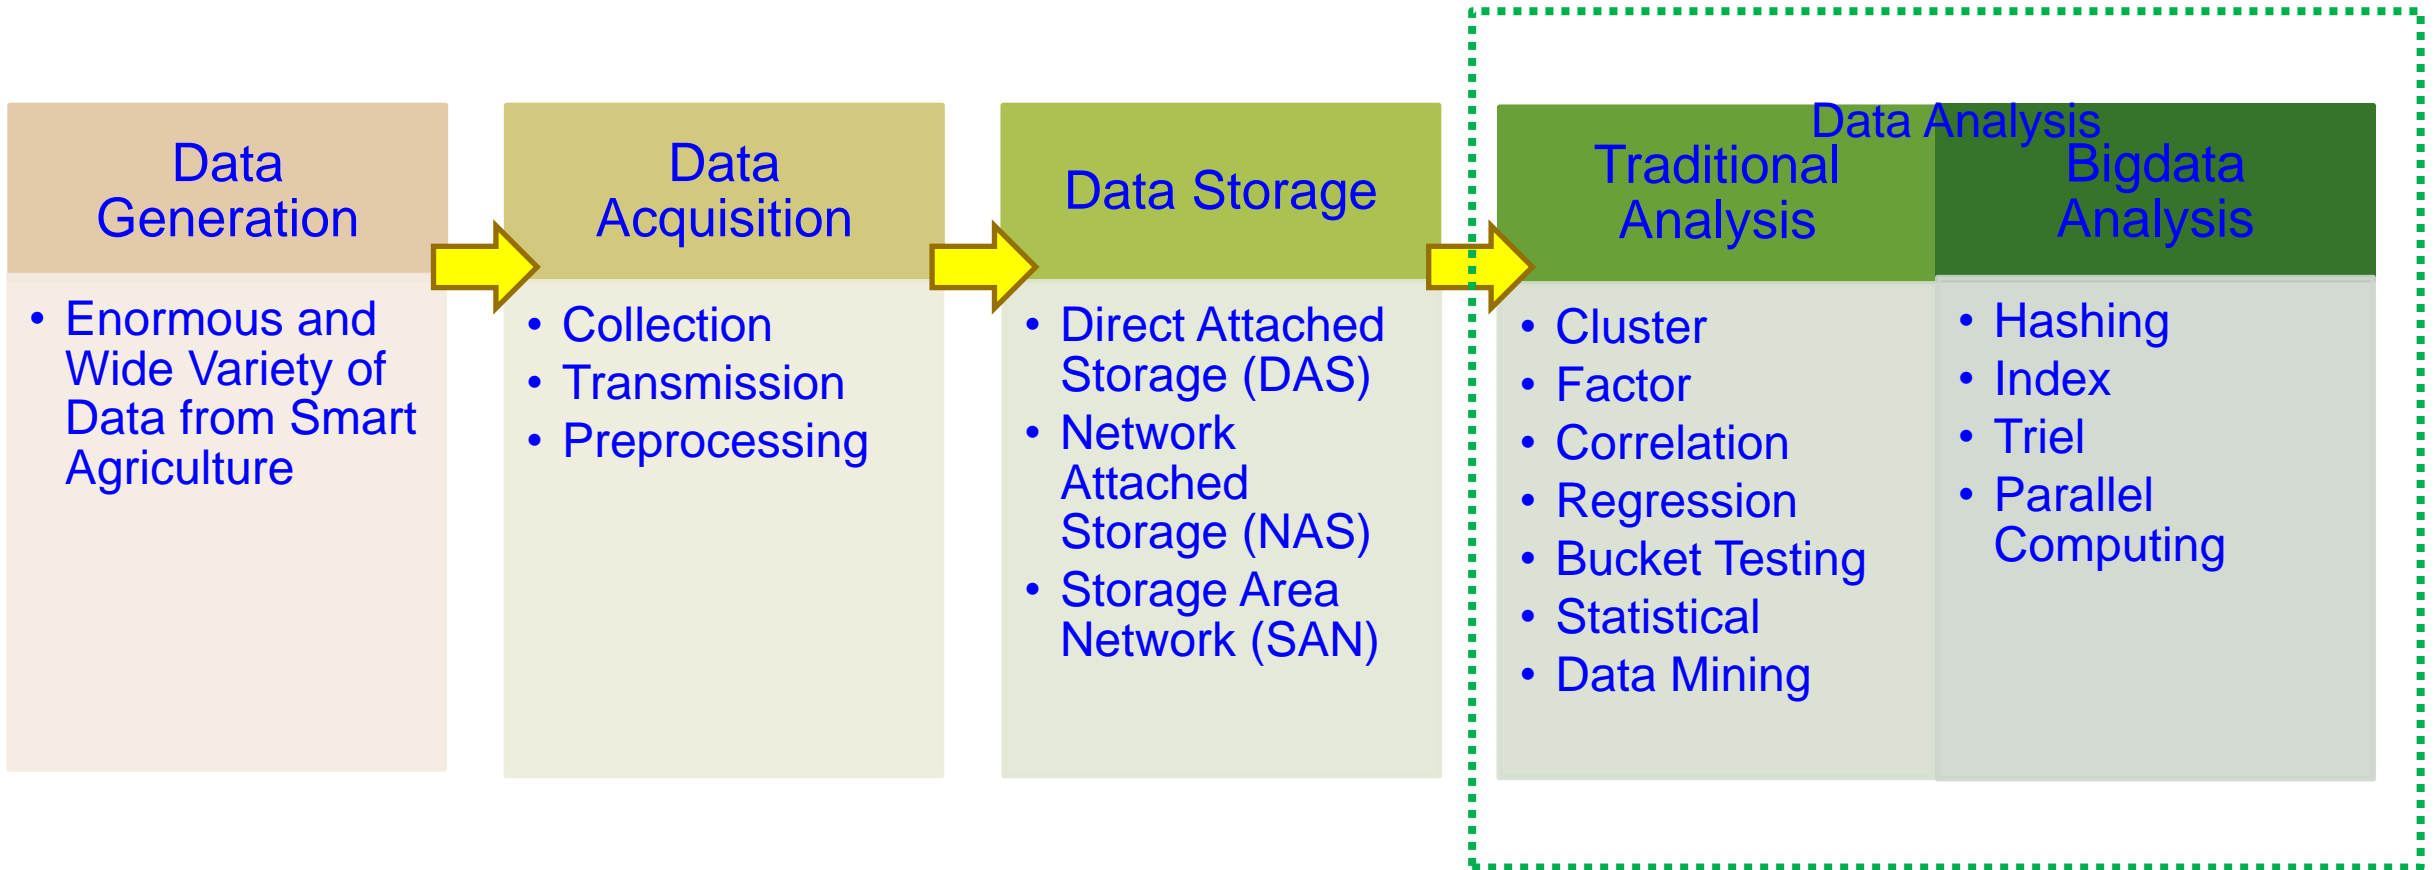 Data
Generation
• Enormous and
Wide Variety of
Data from Smart
Agriculture
Data
Acquisition
• Collection
• Transmission
• Preprocessing
Data Storage
• Direct Attached
Storage (DAS)
• Network
Attached
Storage (NAS)
• Storage Area
Network (SAN)
Data Analysis
Traditional
Analysis
• Cluster
• Factor
• Correlation
• Regression
• Bucket Testing
• Statistical
• Data Mining
Bigdata
Analysis
• Hashing
• Index
• Triel
• Parallel
Computing